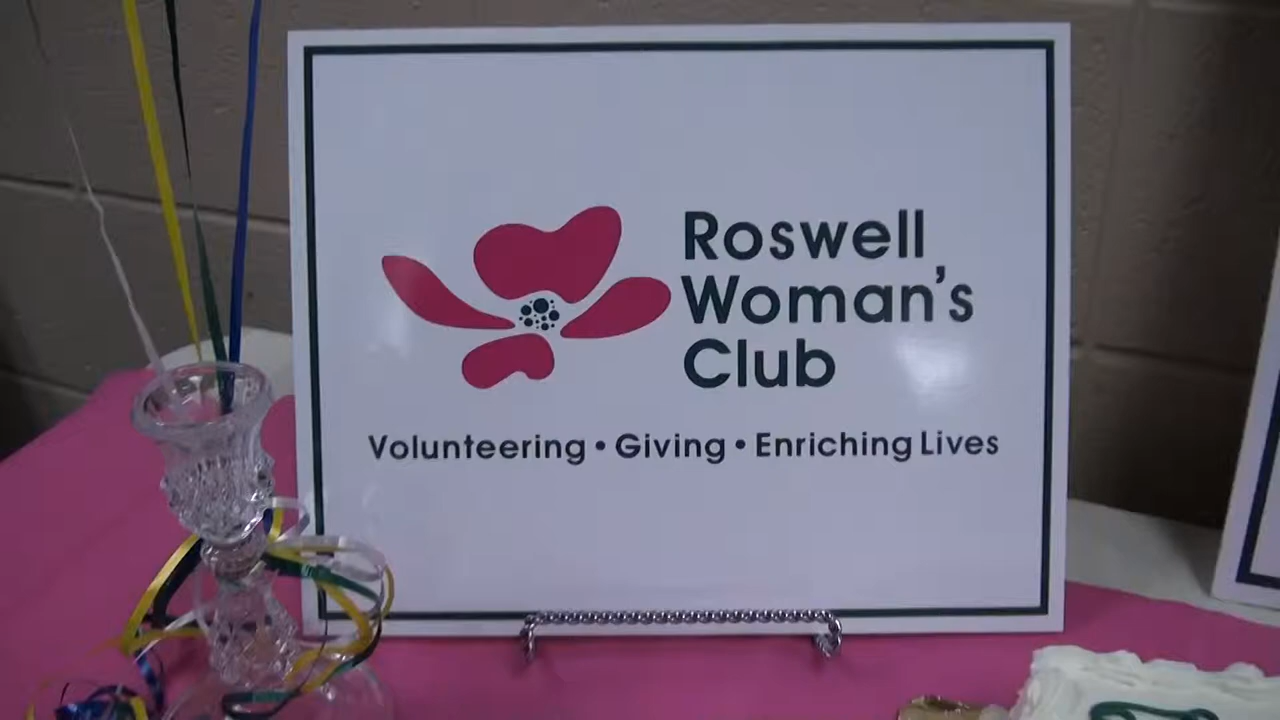 Roswell
Woman's
Club
Volunteering • Giving • Enriching Lives